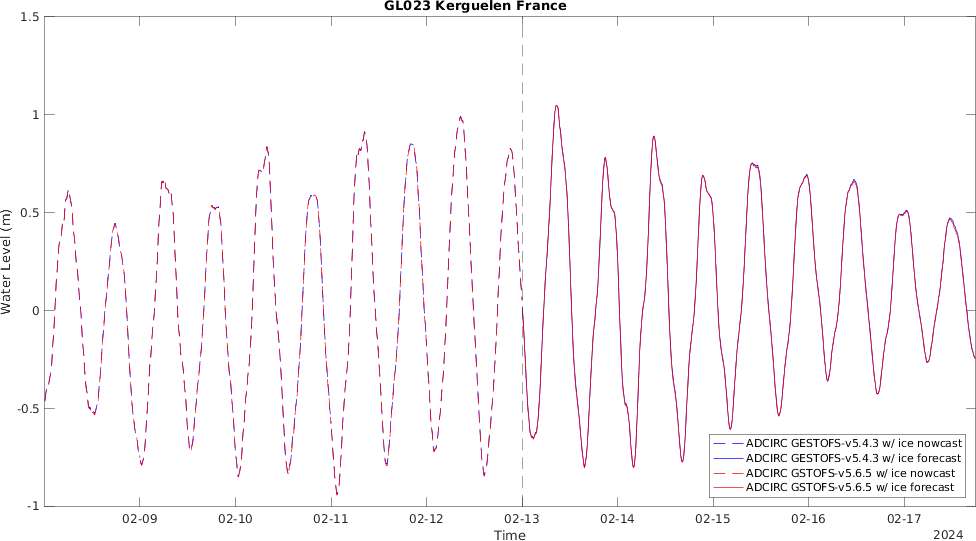 GL023 Kerguelen France
1.5
1
0.5
0
-0.5
-1
Water Level (m)
ADCIRC GESTOFS-v5.4.3 w/ ice nowcast
ADCIRC GESTOFS-v5.4.3 w/ ice forecast
ADCIRC GSTOFS-v5.6.5 w/ ice nowcast
ADCIRC GSTOFS-v5.6.5 w/ ice forecast
02-09 02-10 02-11 02-12 02-13 02-14 02-15 02-16 02-17
Time
2024